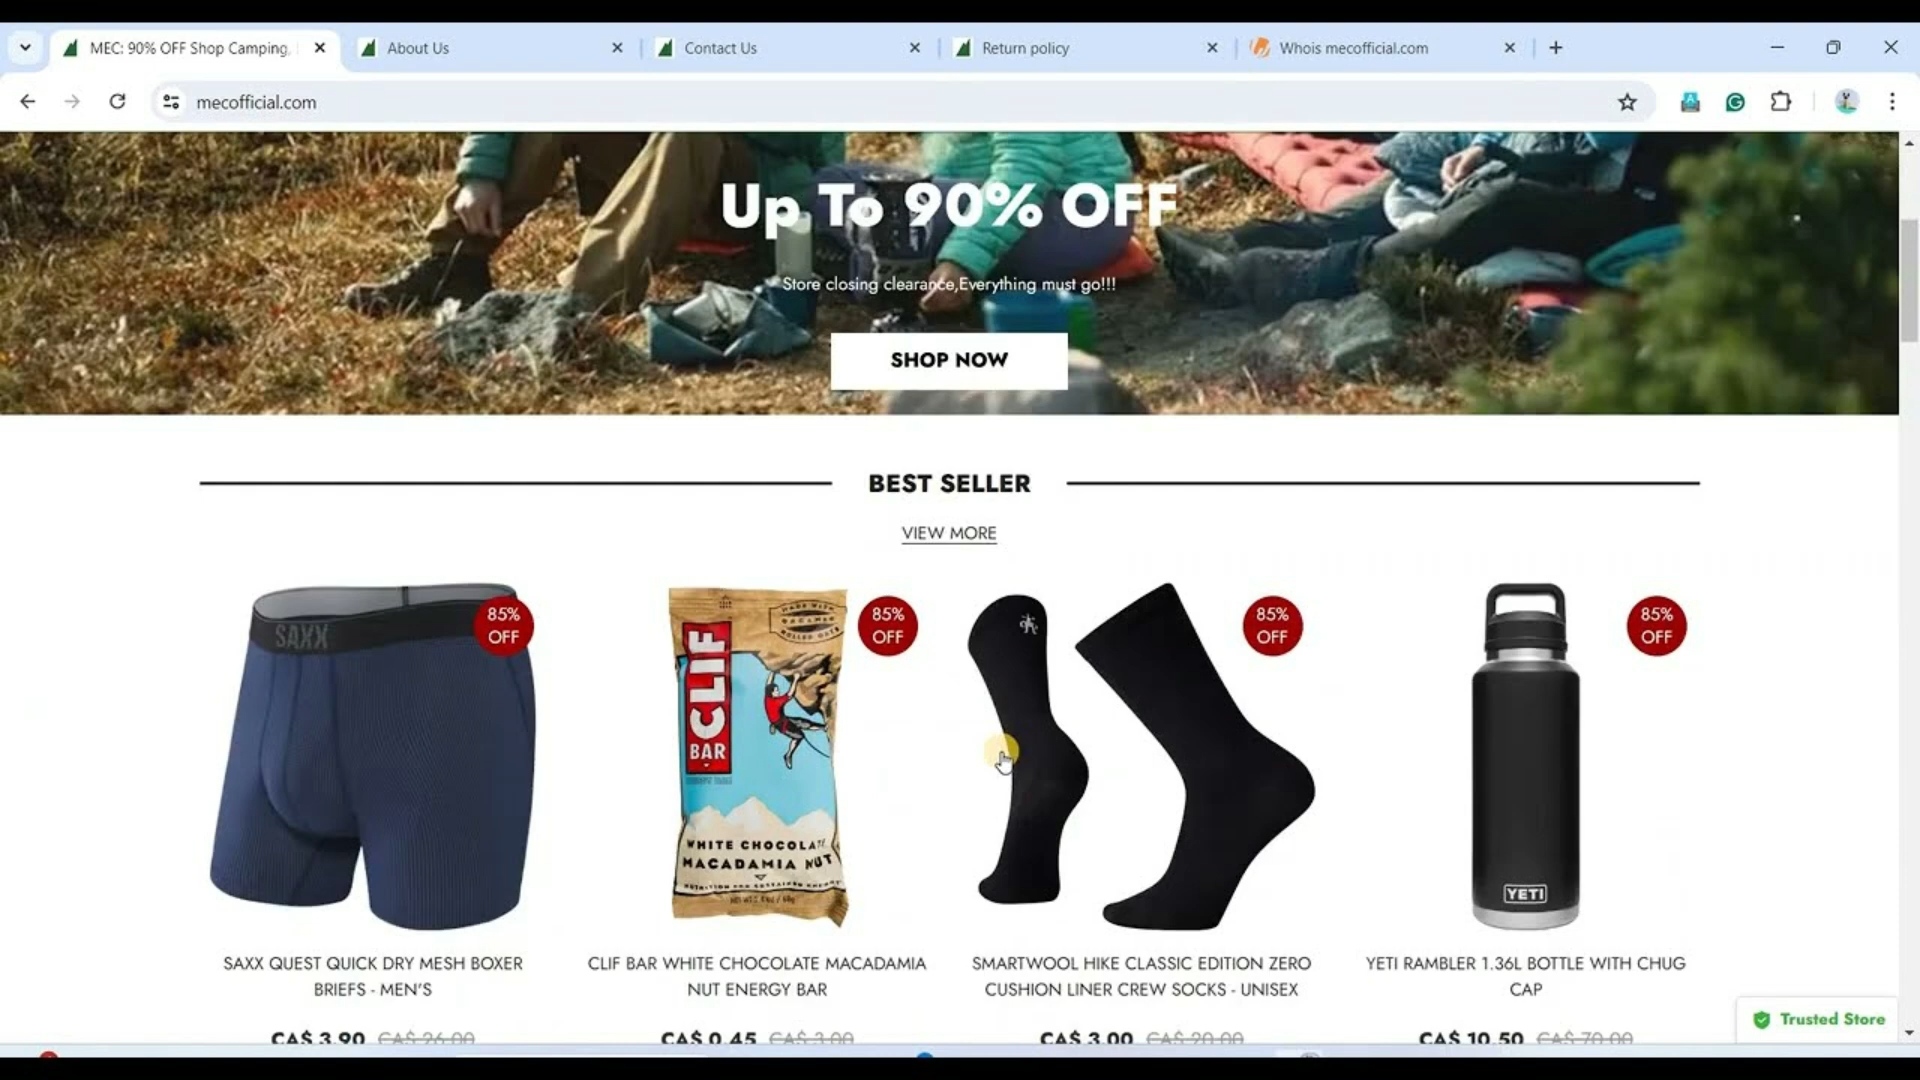 MEC: 90% OFF Shop Camping,
About Us
Contact Us
Return policy
Whois mecofficial.com
mecofficial.com
Up To 90% OFF
Store closing clearance,Everything must go!!!
SHOP NOW
BEST SELLER
VIEW MORE
85%
OFF
85%
OFF
85%
OFF
85%
OFF
SAXX
CLIF
BAR
WHITE CHOCOLATE
MACADAMIA NUT
YETI
SAXX QUEST QUICK DRY MESH BOXER
BRIEFS - MEN'S
CLIF BAR WHITE CHOCOLATE MACADAMIA
NUT ENERGY BAR
SMARTWOOL HIKE CLASSIC EDITION ZERO
CUSHION LINER CREW SOCKS - UNISEX
YETI RAMBLER 1.36L BOTTLE WITH CHUG
CAP
CA$ 3.90 CA$ 26.00
CA$ 0.45 CA$ 3.00
CA$ 3.00 CA$ 20.00
CA$ 10.50 CA$ 70.00
Trusted Store